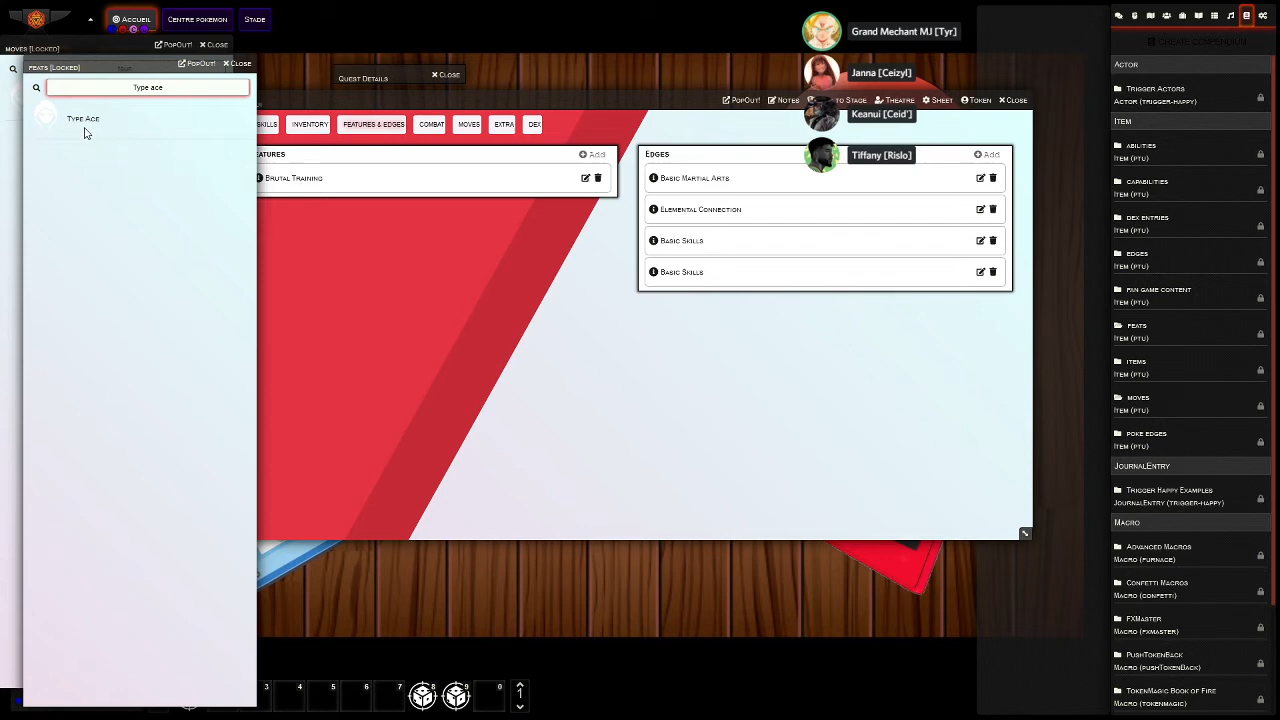 Accueil
Centre pokemon
Stade
Moves [Locked]
PopOut! Close
Feats [Locked]
PopOut! Close
Type ace
Type Ace
Quest Details
Close
PopOut! Notes To Stage Theatre Sheet Token Close
Skills Inventory Features & Edges Combat Moves Extra Dex
Features
Add
Brutal Training
Edges
Add
Basic Martial Arts
Elemental Connection
Basic Skills
Basic Skills
Grand Mechant MJ [Tyr]
Janna [Ceizyl]
Keanui [Ceid']
Tiffany [Rislo]
3 4 5 6 7 8 9 0
1
Create Compendium
Actor
Trigger Actors
Actor (trigger-happy)
Item
Abilities
Item (PTU)
Capabilities
Item (PTU)
Dex Entries
Item (PTU)
Edges
Item (PTU)
Fan Game Content
Item (PTU)
Feats
Item (PTU)
Items
Item (PTU)
Moves
Item (PTU)
Poke Edges
Item (PTU)
JournalEntry
Trigger Happy Examples
JournalEntry (trigger-happy)
Macro
Advanced Macros
Macro (furnace)
Confetti Macros
Macro (confetti)
FXMaster
Macro (fxmaster)
PushTokenBack
Macro (pushTokenBack)
TokenMagic Book of Fire
Macro (tokenmagic)